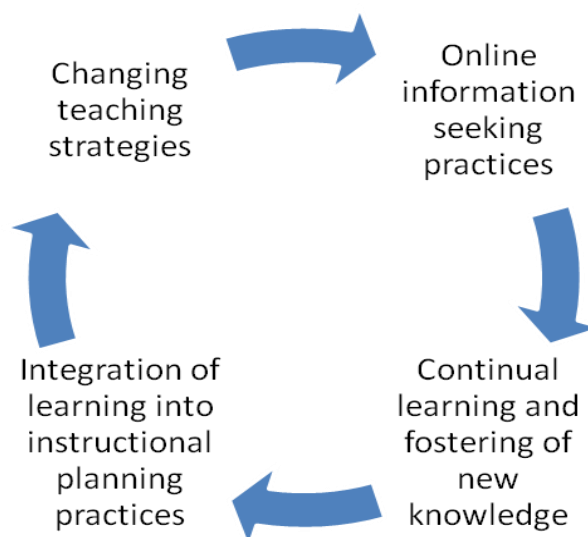 Changing
teaching
strategies
Online
information
seeking
practices
Continual
learning and
fostering of
new
knowledge
Integration of
learning into
instructional
planning
practices